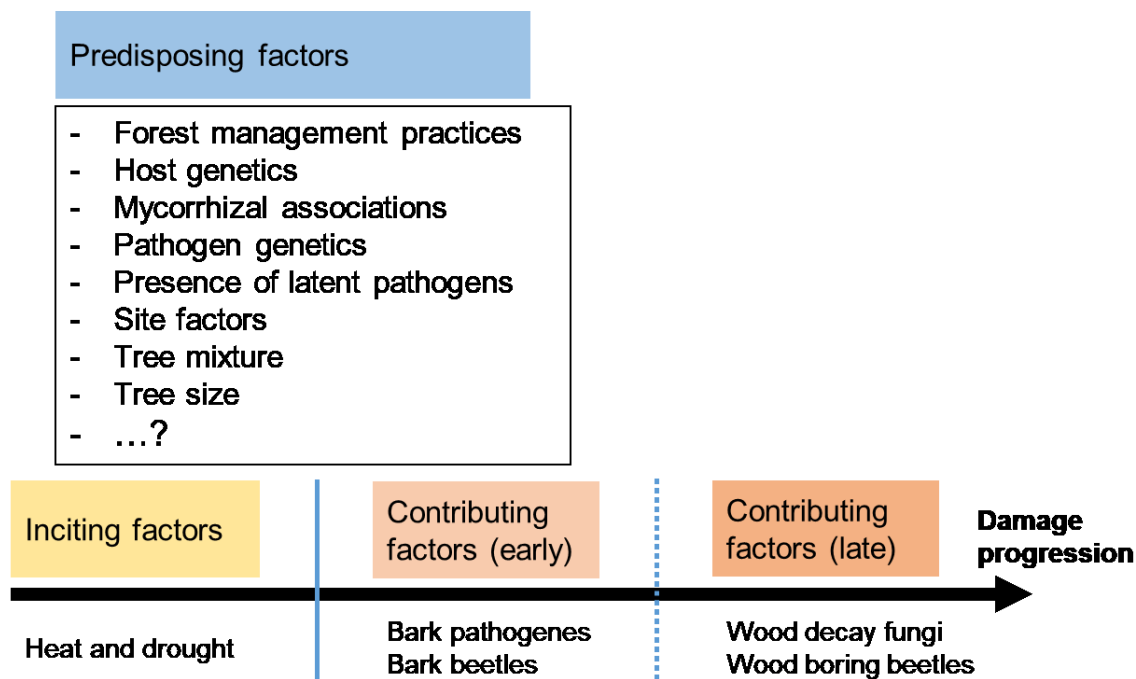 Predisposing factors
- Forest management practices
- Host genetics
- Mycorrhizal associations
- Pathogen genetics
- Presence of latent pathogens
- Site factors
- Tree mixture
- Tree size
- …?
Inciting factors
Contributing
factors (early)
Contributing
factors (late)
Damage
progression
Heat and drought
Bark pathogenes
Bark beetles
Wood decay fungi
Wood boring beetles